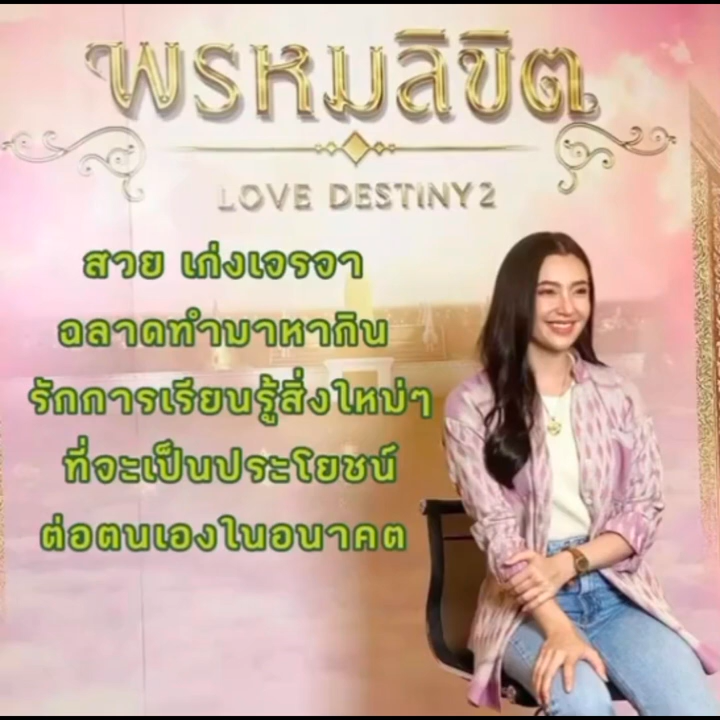 พรหมลิขิต
LOVE DESTINY 2
สวย เก่งเจรจา
ฉลาดทำมาหากิน
รักการเรียนรู้สิ่งใหม่ๆ
ที่จะเป็นประโยชน์
ต่อตนเองในอนาคต